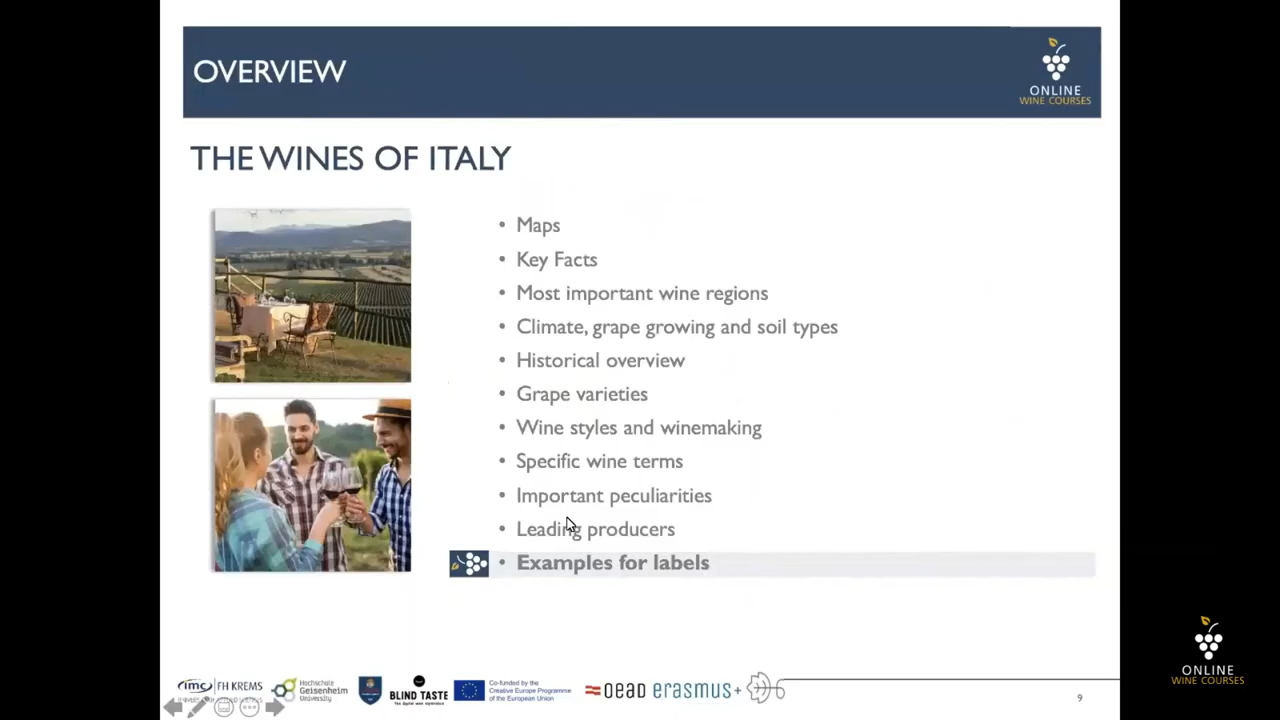 OVERVIEW
ONLINE
WINE COURSES
THE WINES OF ITALY
• Maps
• Key Facts
• Most important wine regions
• Climate, grape growing and soil types
• Historical overview
• Grape varieties
• Wine styles and winemaking
• Specific wine terms
• Important peculiarities
• Leading producers
• Examples for labels
imc FH KREMS
Hochschule
Geisenheim
University
BLIND TASTE
Co-funded by the
Creative Europe Programme
of the European Union
oead erasmus+
9
ONLINE
WINE COURSES